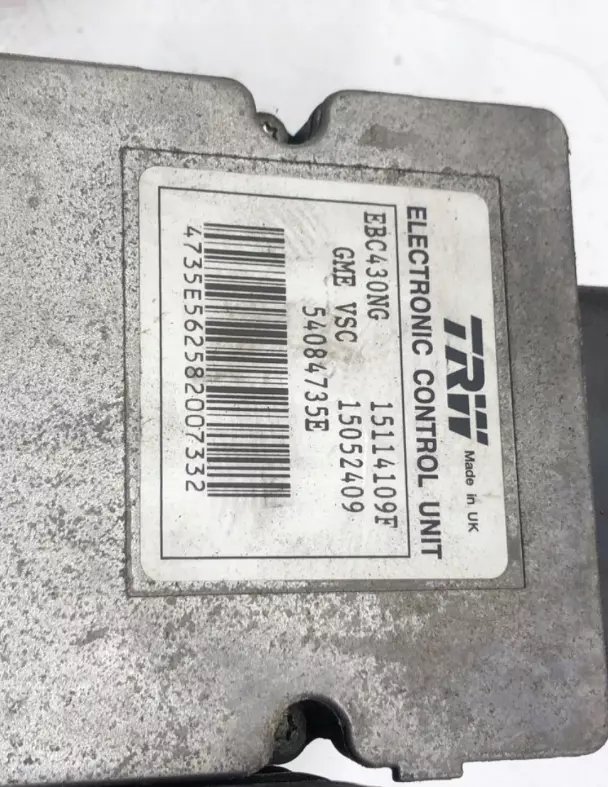 TRW Made in UK
ELECTRONIC CONTROL UNIT
EBC430NG 15114109F
GME VSC 15052409
54084735E
4735E562582007332